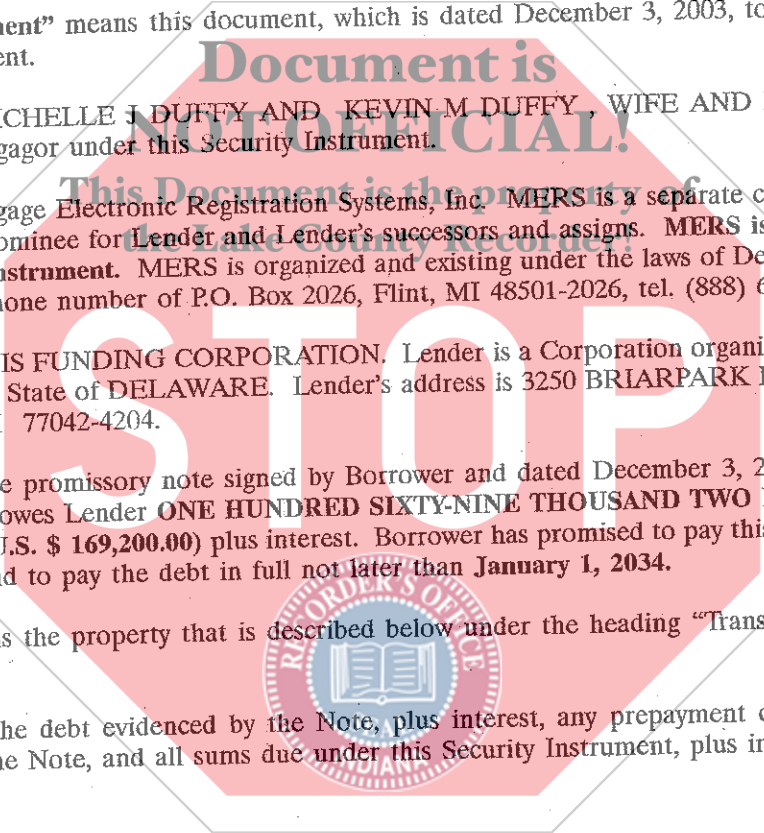 nent” means this document, which is dated December 3, 2003, to
ent.
Document is
ICHELLE J DUFFY AND KEVIN M DUFFY , WIFE AND
NOT OFFICIAL!
gagor under this Security Instrument.
This Document is the property of
gage Electronic Registration Systems, Inc. MERS is a separate c
the Lake County Recorder!
ominee for Lender and Lender's successors and assigns. MERS is
nstrument. MERS is organized and existing under the laws of De
hone number of P.O. Box 2026, Flint, MI 48501-2026, tel. (888) 6
STOP
IS FUNDING CORPORATION. Lender is a Corporation organi
State of DELAWARE. Lender's address is 3250 BRIARPARK
77042-4204.
e promissory note signed by Borrower and dated December 3, 2
owes Lender ONE HUNDRED SIXTY-NINE THOUSAND TWO
U.S. $ 169,200.00) plus interest. Borrower has promised to pay this
d to pay the debt in full not later than January 1, 2034.
RECORDER'S OFFICE
s the property that is described below under the heading “Trans
he debt evidenced by the Note, plus interest, any prepayment c
ne Note, and all sums due under this Security Instrument, plus in
INDIANA